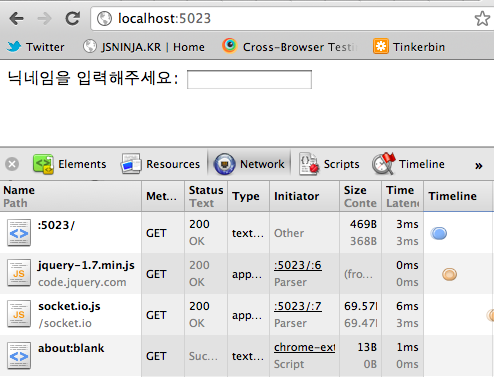 localhost:5023
Twitter JSNINJA.KR | Home Cross-Browser Testi Tinkerbin
닉네임을 입력해주세요:
Elements Resources Network Scripts Timeline »
Name Met... Status Type Initiator Size Time Timeline
Path Text Conte Latenc
:5023/ GET 200 text... Other 469B 3ms
OK 368B 3ms
jquery-1.7.min.js GET 200 app... :5023/:6 (fro... 0ms
code.jquery.com OK Parser 0ms
socket.io.js GET 200 app... :5023/:7 69.57K 6ms
/socket.io OK Parser 69.47K 3ms
about:blank GET Suc... text... chrome-ext 13B 1ms
Script 0B 0ms